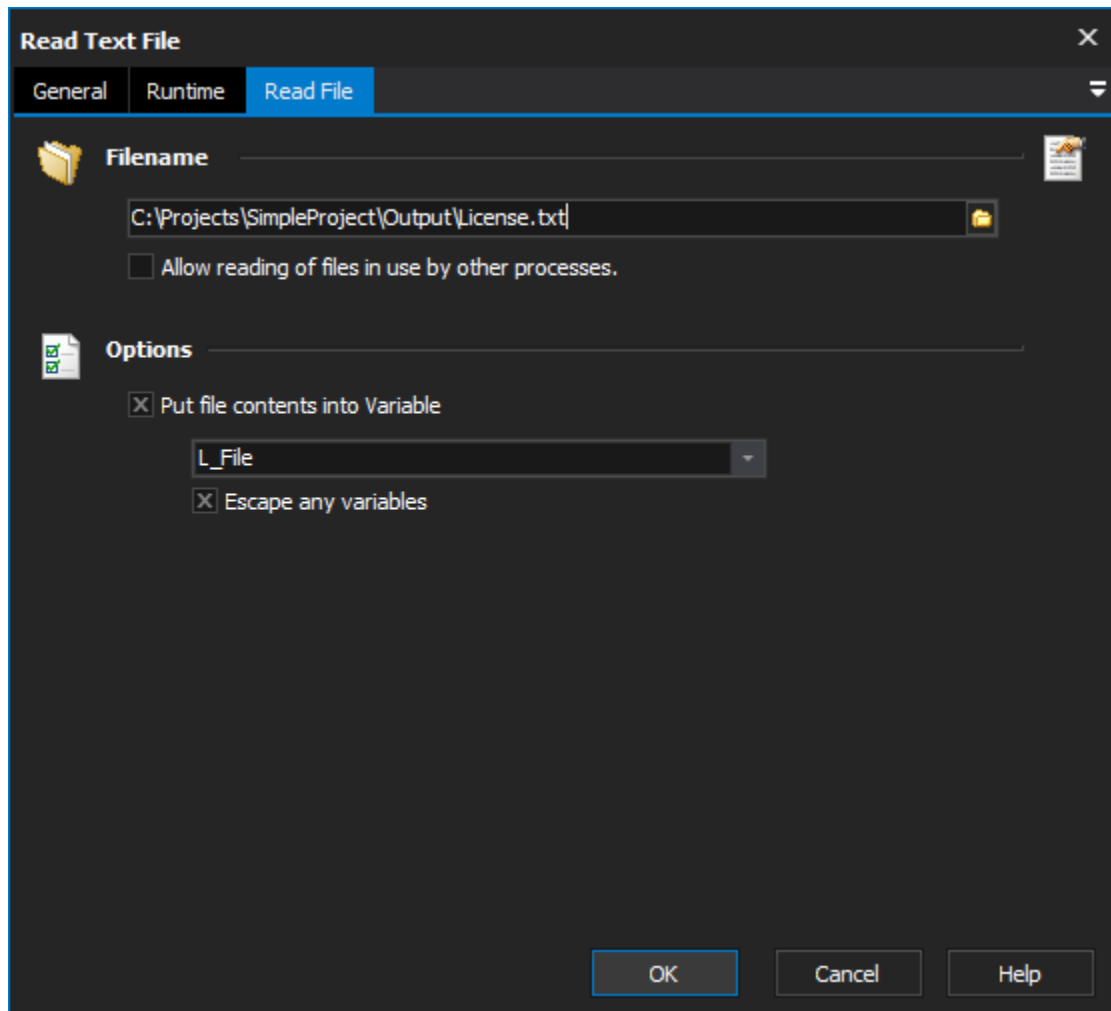 Read Text File
General Runtime Read File
Filename
C:\Projects\SimpleProject\Output\License.txt
Allow reading of files in use by other processes.
Options
Put file contents into Variable
L_File
Escape any variables
OK Cancel Help